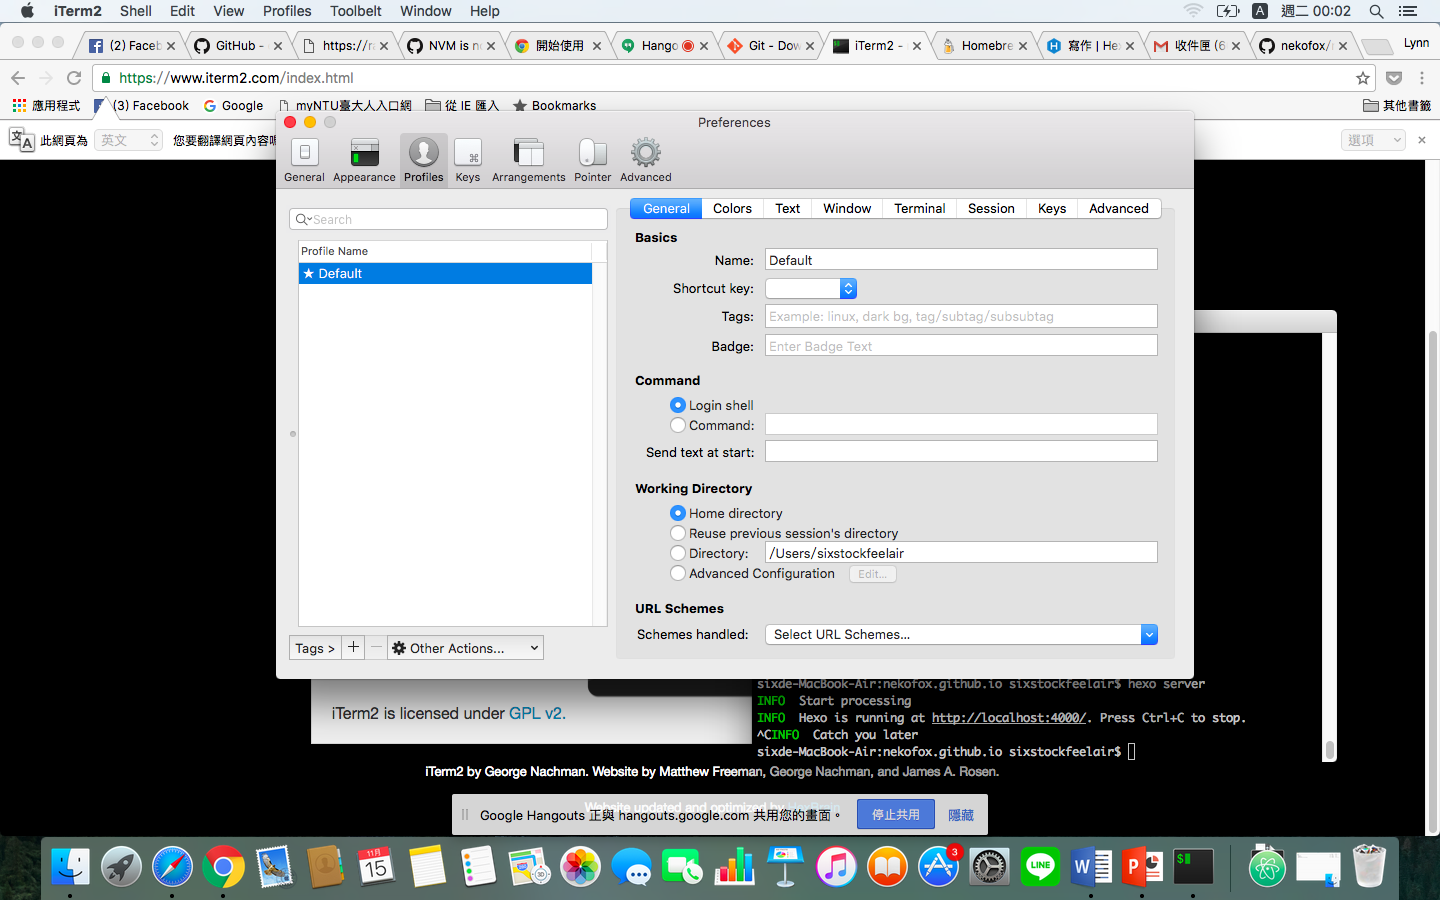 iTerm2 Shell Edit View Profiles Toolbelt Window Help A 週二 00:02
(2) Faceb GitHub - https://ra NVM is no 開始使用 Hango Git - Dow iTerm2 - Homebre 寫作 | He 收件匣 (6 nekofox/ Lynn
https://www.iterm2.com/index.html
應用程式 (3) Facebook Google myNTU臺大人入口網 從 IE 匯入 Bookmarks 其他書籤
此網頁為 英文 您要翻譯網頁內容嗎 選項
Preferences
General Appearance Profiles Keys Arrangements Pointer Advanced
Search
Profile Name
★ Default
Tags > + − Other Actions...
General Colors Text Window Terminal Session Keys Advanced
Basics
Name: Default
Shortcut key:
Tags: Example: linux, dark bg, tag/subtag/subsubtag
Badge: Enter Badge Text
Command
Login shell
Command:
Send text at start:
Working Directory
Home directory
Reuse previous session's directory
Directory: /Users/sixstockfeelair
Advanced Configuration Edit...
URL Schemes
Schemes handled: Select URL Schemes...
sixde-MacBook-Air:nekofox.github.io sixstockfeelair$ hexo server
INFO Start processing
INFO Hexo is running at http://localhost:4000/. Press Ctrl+C to stop.
^CINFO Catch you later
sixde-MacBook-Air:nekofox.github.io sixstockfeelair$
iTerm2 is licensed under GPL v2.
iTerm2 by George Nachman. Website by Matthew Freeman, George Nachman, and James A. Rosen.
Website updated and optimized by
Google Hangouts 正與 hangouts.google.com 共用您的畫面。 停止共用 隱藏
11月
15
30
3
LINE
W
P
$